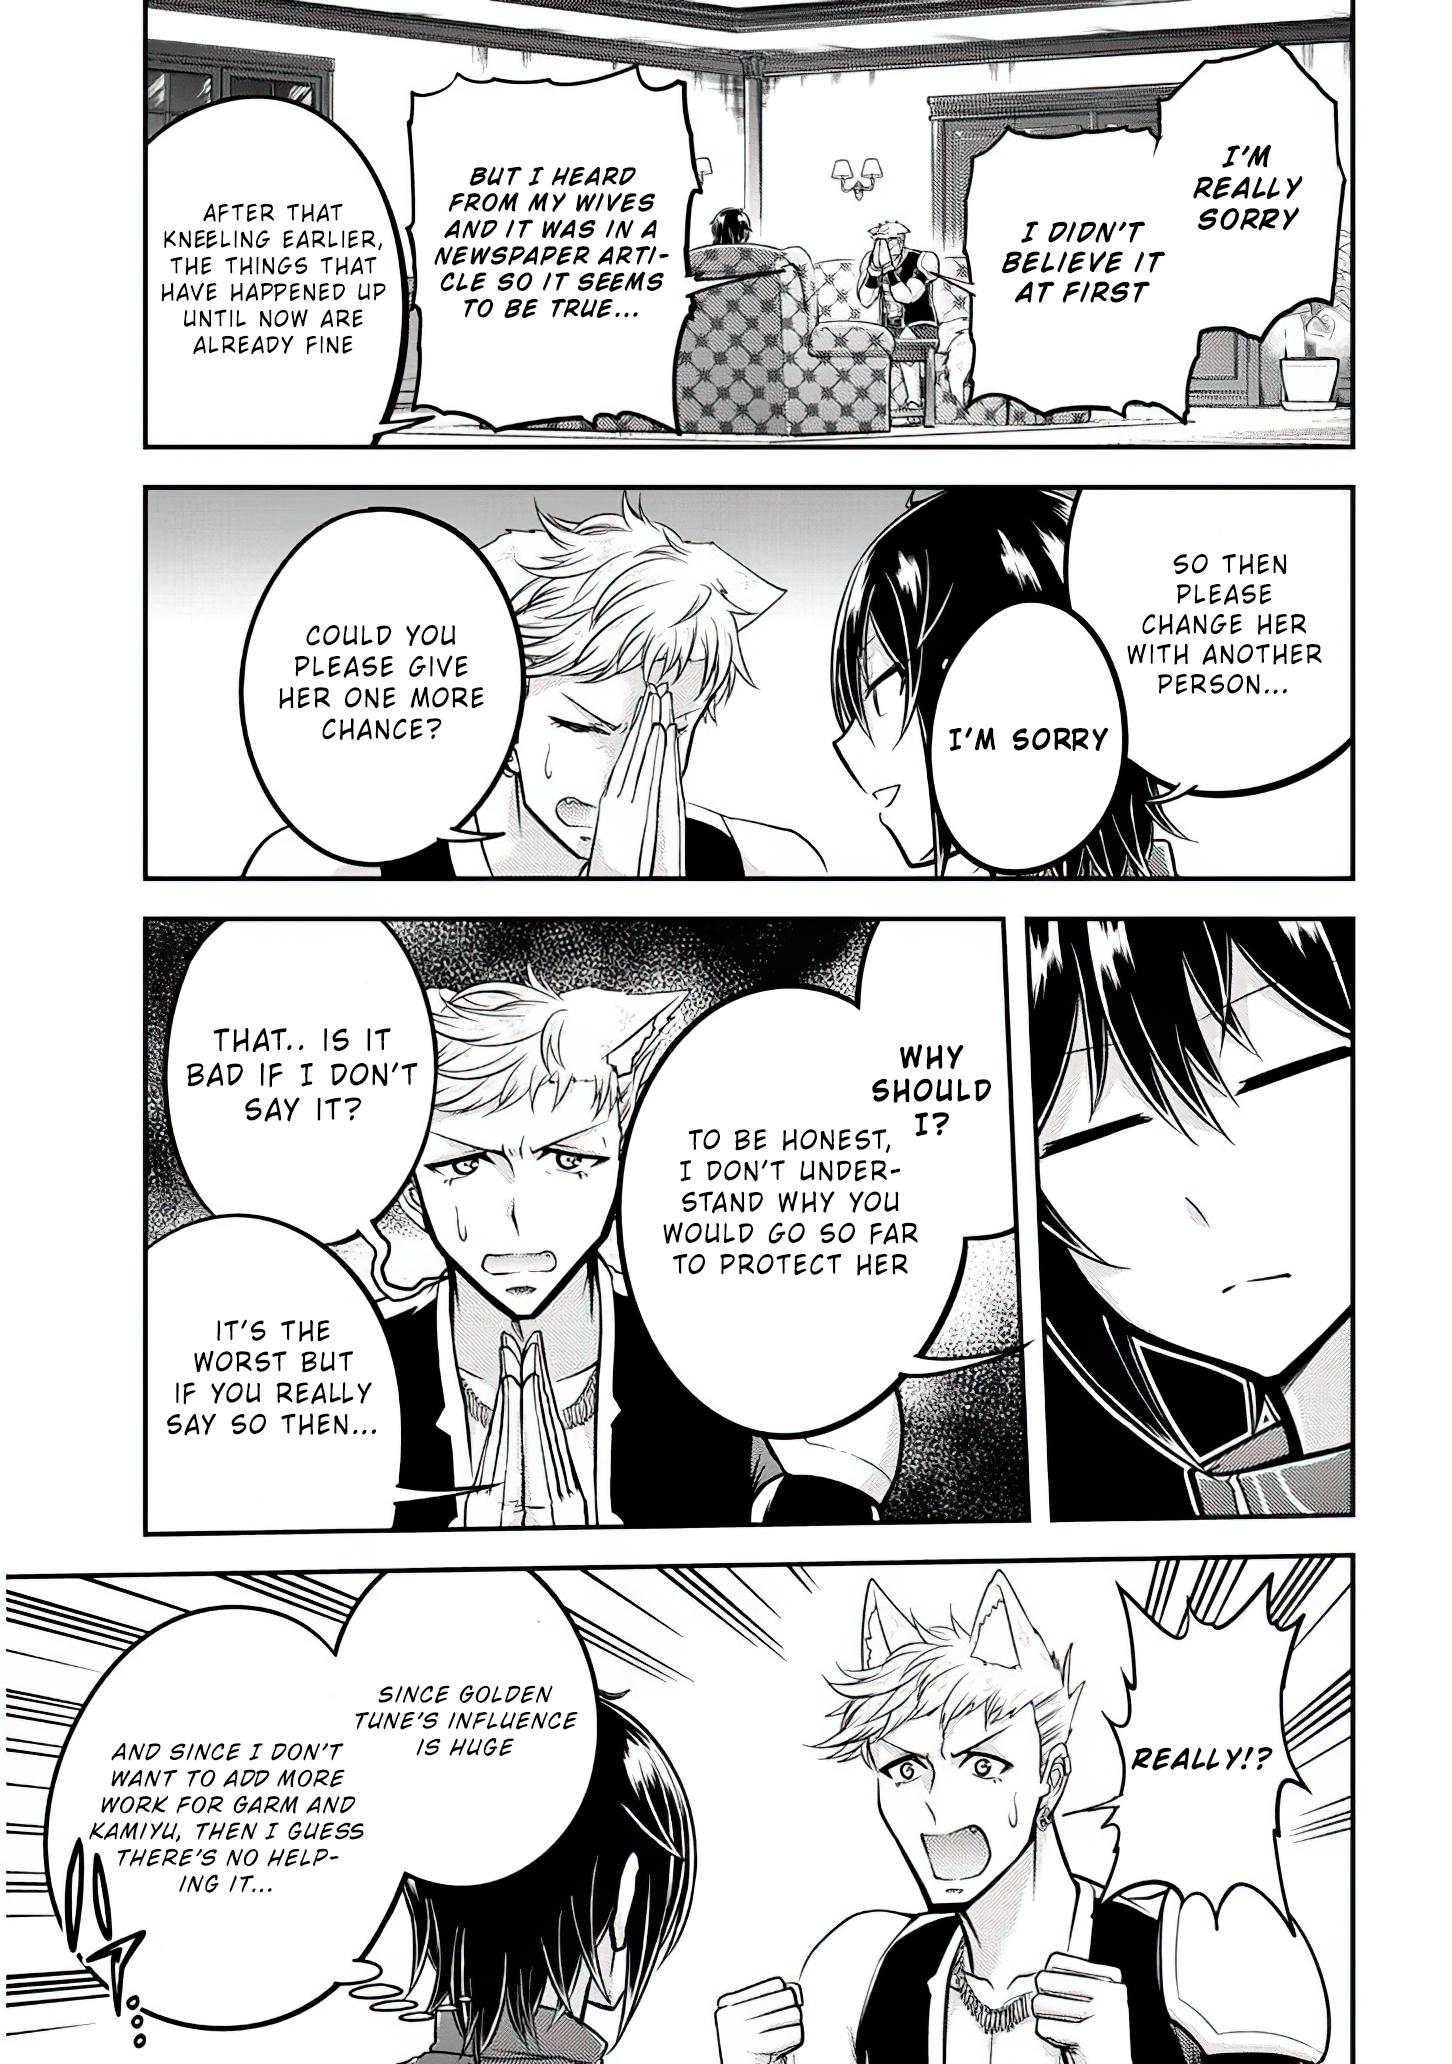 I'M
REALLY
SORRY
I DIDN'T
BELIEVE IT
AT FIRST
BUT I HEARD
FROM MY WIVES
AND IT WAS IN A
NEWSPAPER ARTI-
CLE SO IT SEEMS
TO BE TRUE...
AFTER THAT
KNEELING EARLIER,
THE THINGS THAT
HAVE HAPPENED UP
UNTIL NOW ARE
ALREADY FINE
SO THEN
PLEASE
CHANGE HER
WITH ANOTHER
PERSON...
I'M SORRY
COULD YOU
PLEASE GIVE
HER ONE MORE
CHANCE?
WHY
SHOULD
I?
TO BE HONEST,
I DON'T UNDER-
STAND WHY YOU
WOULD GO SO FAR
TO PROTECT HER
THAT.. IS IT
BAD IF I DON'T
SAY IT?
IT'S THE
WORST BUT
IF YOU REALLY
SAY SO THEN...
REALLY!?
SINCE GOLDEN
TUNE'S INFLUENCE
IS HUGE
AND SINCE I DON'T
WANT TO ADD MORE
WORK FOR GARM AND
KAMIYU, THEN I GUESS
THERE'S NO HELP-
ING IT...